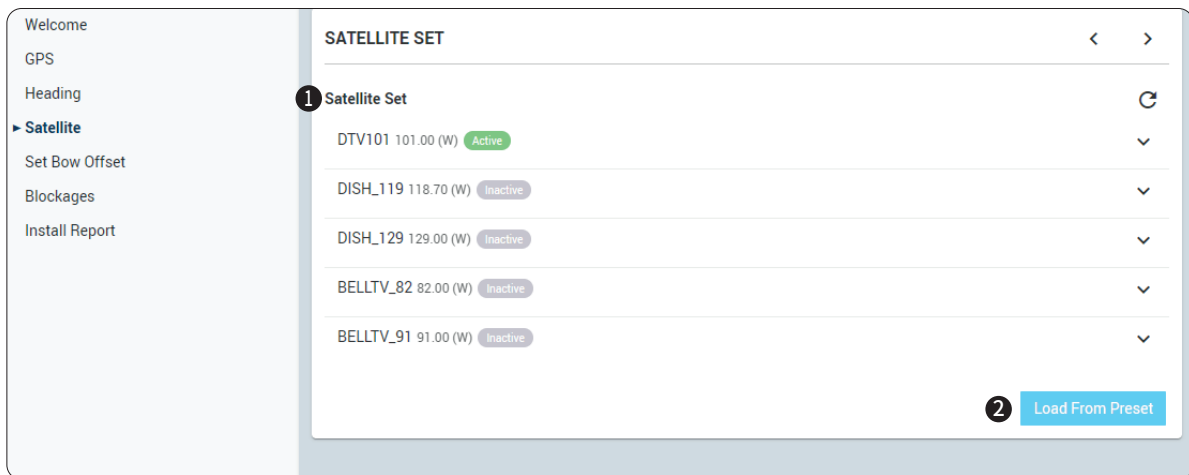 Welcome
GPS
Heading
Satellite
Set Bow Offset
Blockages
Install Report
SATELLITE SET
1 Satellite Set
DTV101 101.00 (W) Active
DISH_119 118.70 (W) Inactive
DISH_129 129.00 (W) Inactive
BELLTV_82 82.00 (W) Inactive
BELLTV_91 91.00 (W) Inactive
2 Load From Preset